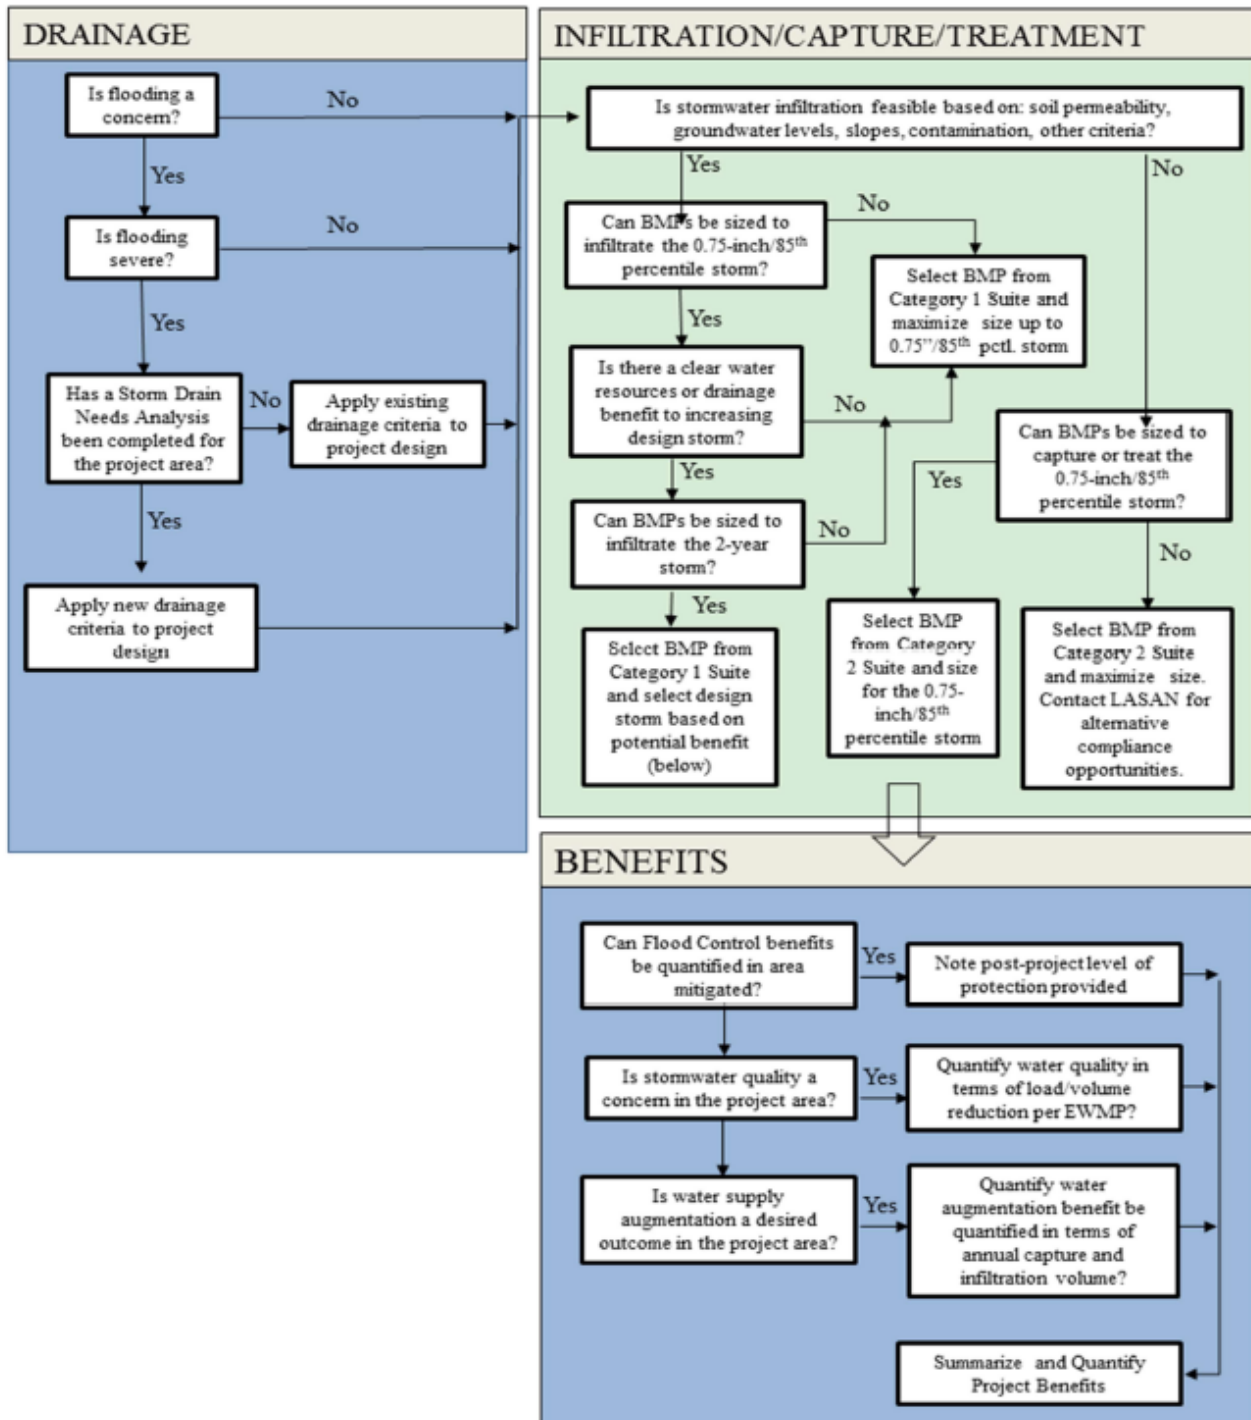 DRAINAGE
Is flooding a
concern?
No
Yes
Is flooding
severe?
No
Yes
Has a Storm Drain
Needs Analysis
been completed for
the project area?
No
Apply existing
drainage criteria to
project design
Yes
Apply new drainage
criteria to project
design
INFILTRATION/CAPTURE/TREATMENT
Is stormwater infiltration feasible based on: soil permeability,
groundwater levels, slopes, contamination, other criteria?
Yes
No
Can BMPs be sized to
infiltrate the 0.75-inch/85th
percentile storm?
No
Select BMP from
Category 1 Suite and
maximize size up to
0.75”/85th pctl. storm
Yes
Is there a clear water
resources or drainage
benefit to increasing
design storm?
No
Yes
Can BMPs be sized to
infiltrate the 2-year
storm?
No
Yes
Select BMP from
Category 1 Suite
and select design
storm based on
potential benefit
(below)
Can BMPs be sized to
capture or treat the
0.75-inch/85th
percentile storm?
Yes
No
Select BMP
from Category
2 Suite and size
for the 0.75-
inch/85th
percentile storm
Select BMP from
Category 2 Suite
and maximize size.
Contact LASAN for
alternative
compliance
opportunities.
BENEFITS
Can Flood Control benefits
be quantified in area
mitigated?
Yes
Note post-project level of
protection provided
Is stormwater quality a
concern in the project area?
Yes
Quantify water quality in
terms of load/volume
reduction per EWMP?
Is water supply
augmentation a desired
outcome in the project area?
Yes
Quantify water
augmentation benefit be
quantified in terms of
annual capture and
infiltration volume?
Summarize and Quantify
Project Benefits